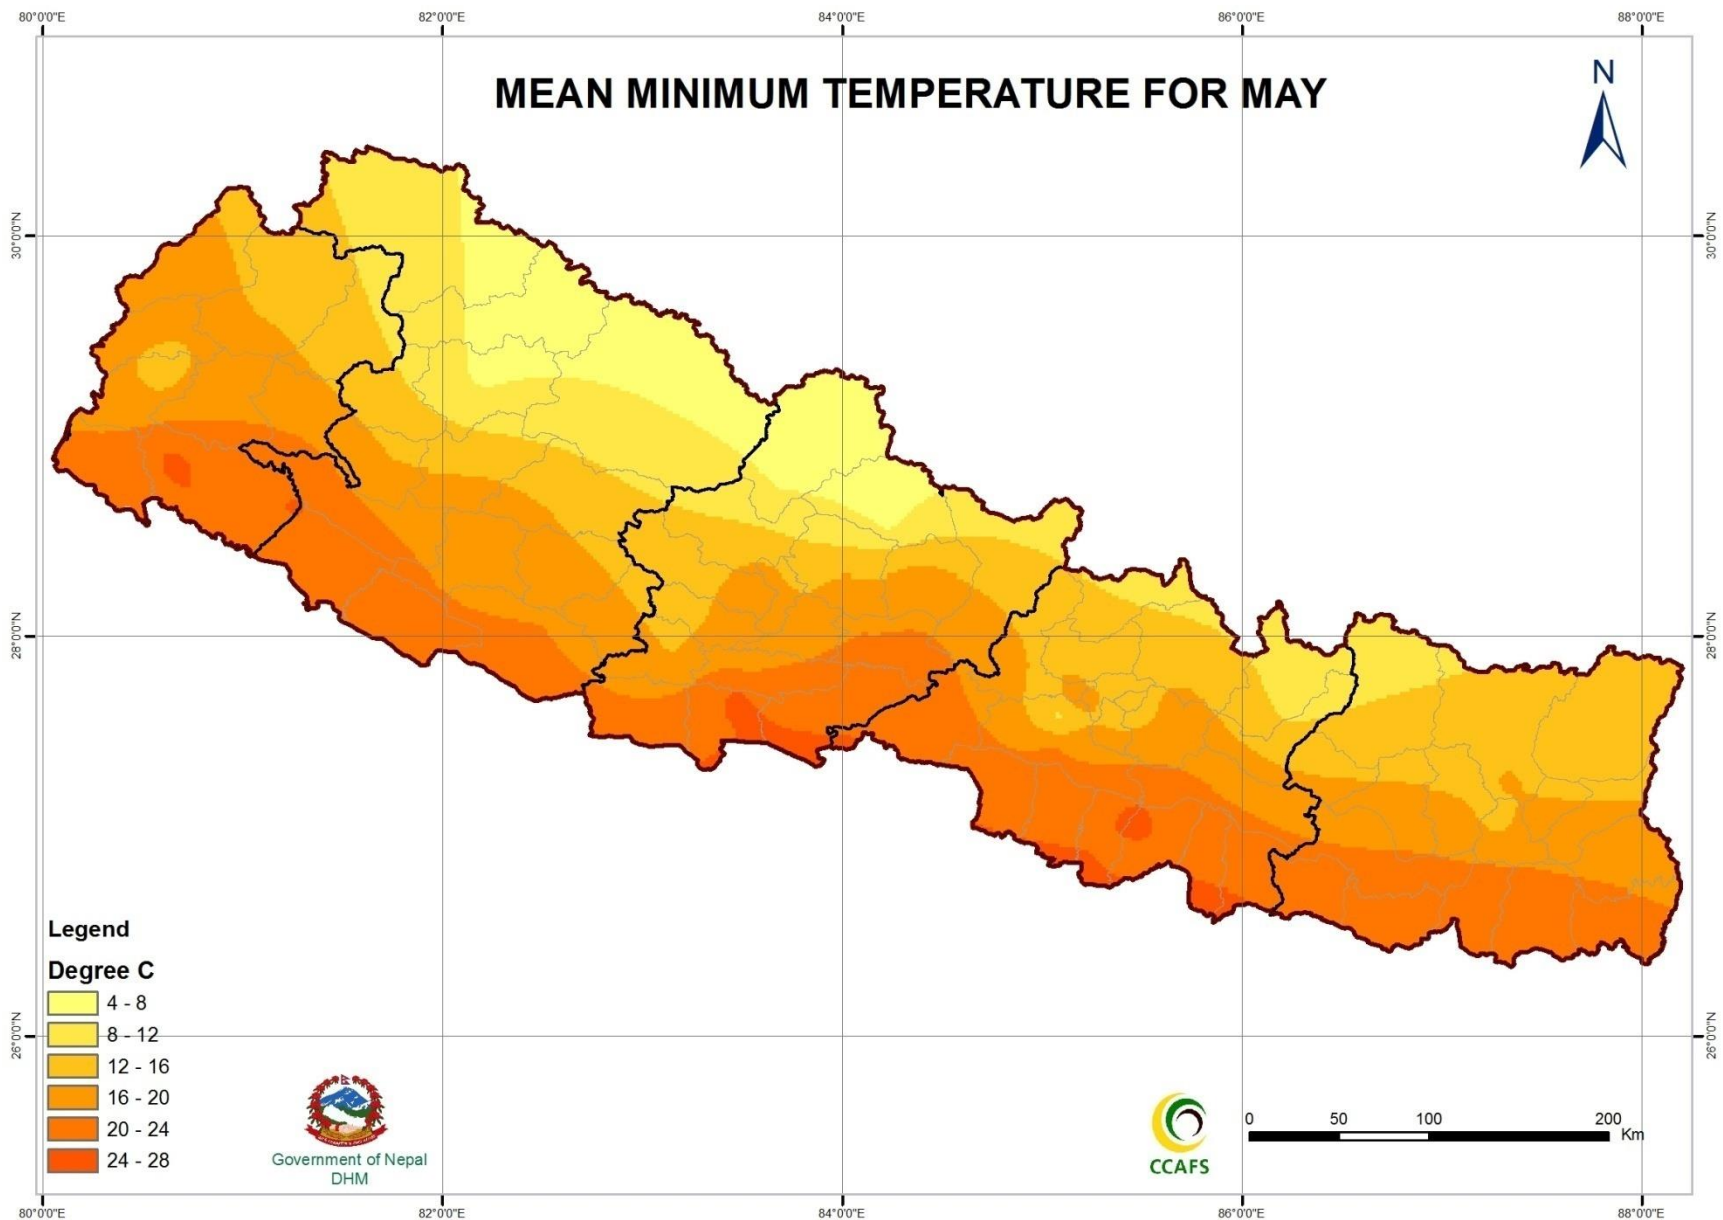 80°0'0"E 82°0'0"E 84°0'0"E 86°0'0"E 88°0'0"E
MEAN MINIMUM TEMPERATURE FOR MAY
N
30°0'0"N 30°0'0"N
28°0'0"N 28°0'0"N
Legend
Degree C
4 - 8
8 - 12
26°0'0"N 26°0'0"N
12 - 16
16 - 20
20 - 24
24 - 28
Government of Nepal
DHM
CCAFS
0 50 100 200
Km
80°0'0"E 82°0'0"E 84°0'0"E 86°0'0"E 88°0'0"E